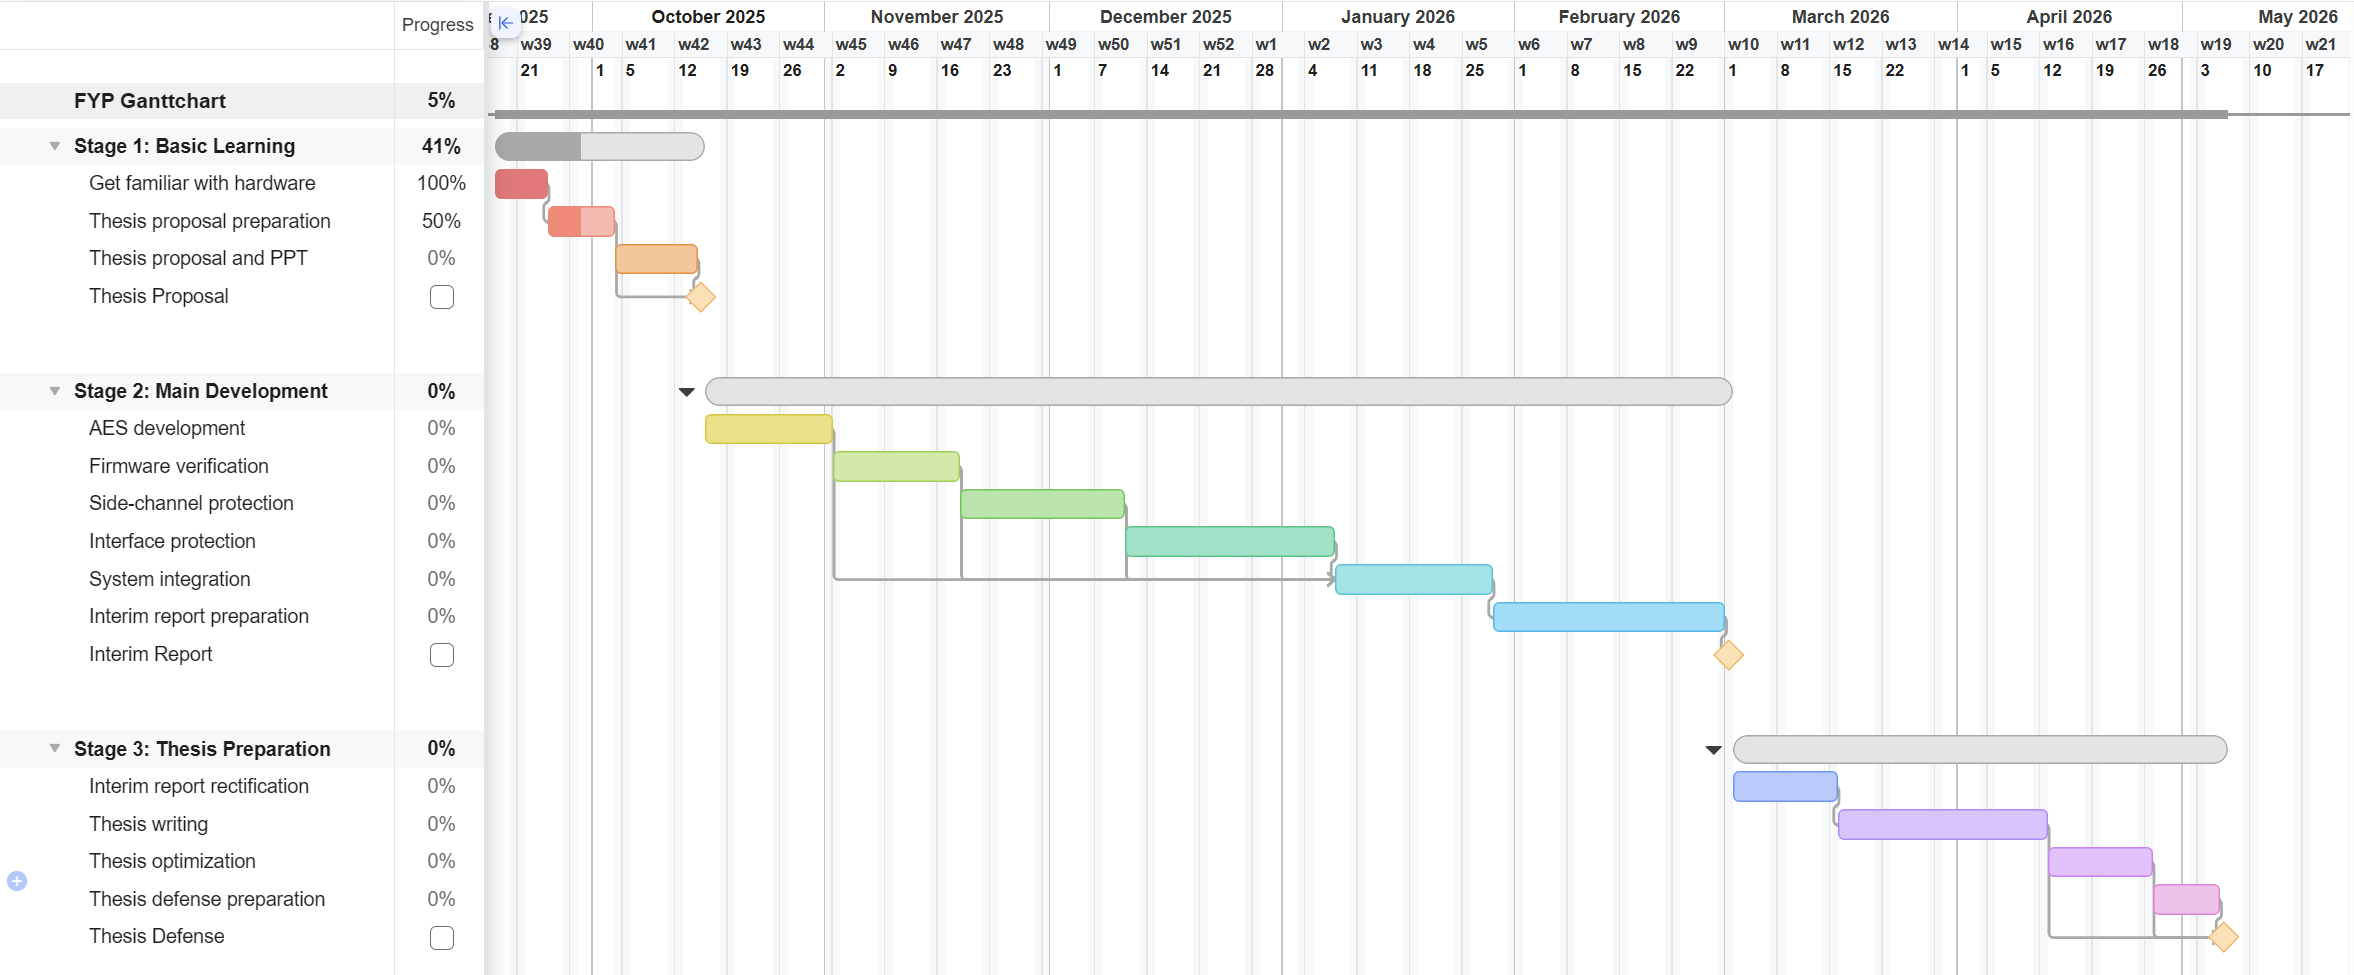 Progress
025 October 2025 November 2025 December 2025 January 2026 February 2026 March 2026 April 2026 May 2026
8 w39 w40 w41 w42 w43 w44 w45 w46 w47 w48 w49 w50 w51 w52 w1 w2 w3 w4 w5 w6 w7 w8 w9 w10 w11 w12 w13 w14 w15 w16 w17 w18 w19 w20 w21
21 1 5 12 19 26 2 9 16 23 1 7 14 21 28 4 11 18 25 1 8 15 22 1 8 15 22 1 5 12 19 26 3 10 17
FYP Ganttchart 5%
Stage 1: Basic Learning 41%
Get familiar with hardware 100%
Thesis proposal preparation 50%
Thesis proposal and PPT 0%
Thesis Proposal
Stage 2: Main Development 0%
AES development 0%
Firmware verification 0%
Side-channel protection 0%
Interface protection 0%
System integration 0%
Interim report preparation 0%
Interim Report
Stage 3: Thesis Preparation 0%
Interim report rectification 0%
Thesis writing 0%
Thesis optimization 0%
Thesis defense preparation 0%
Thesis Defense